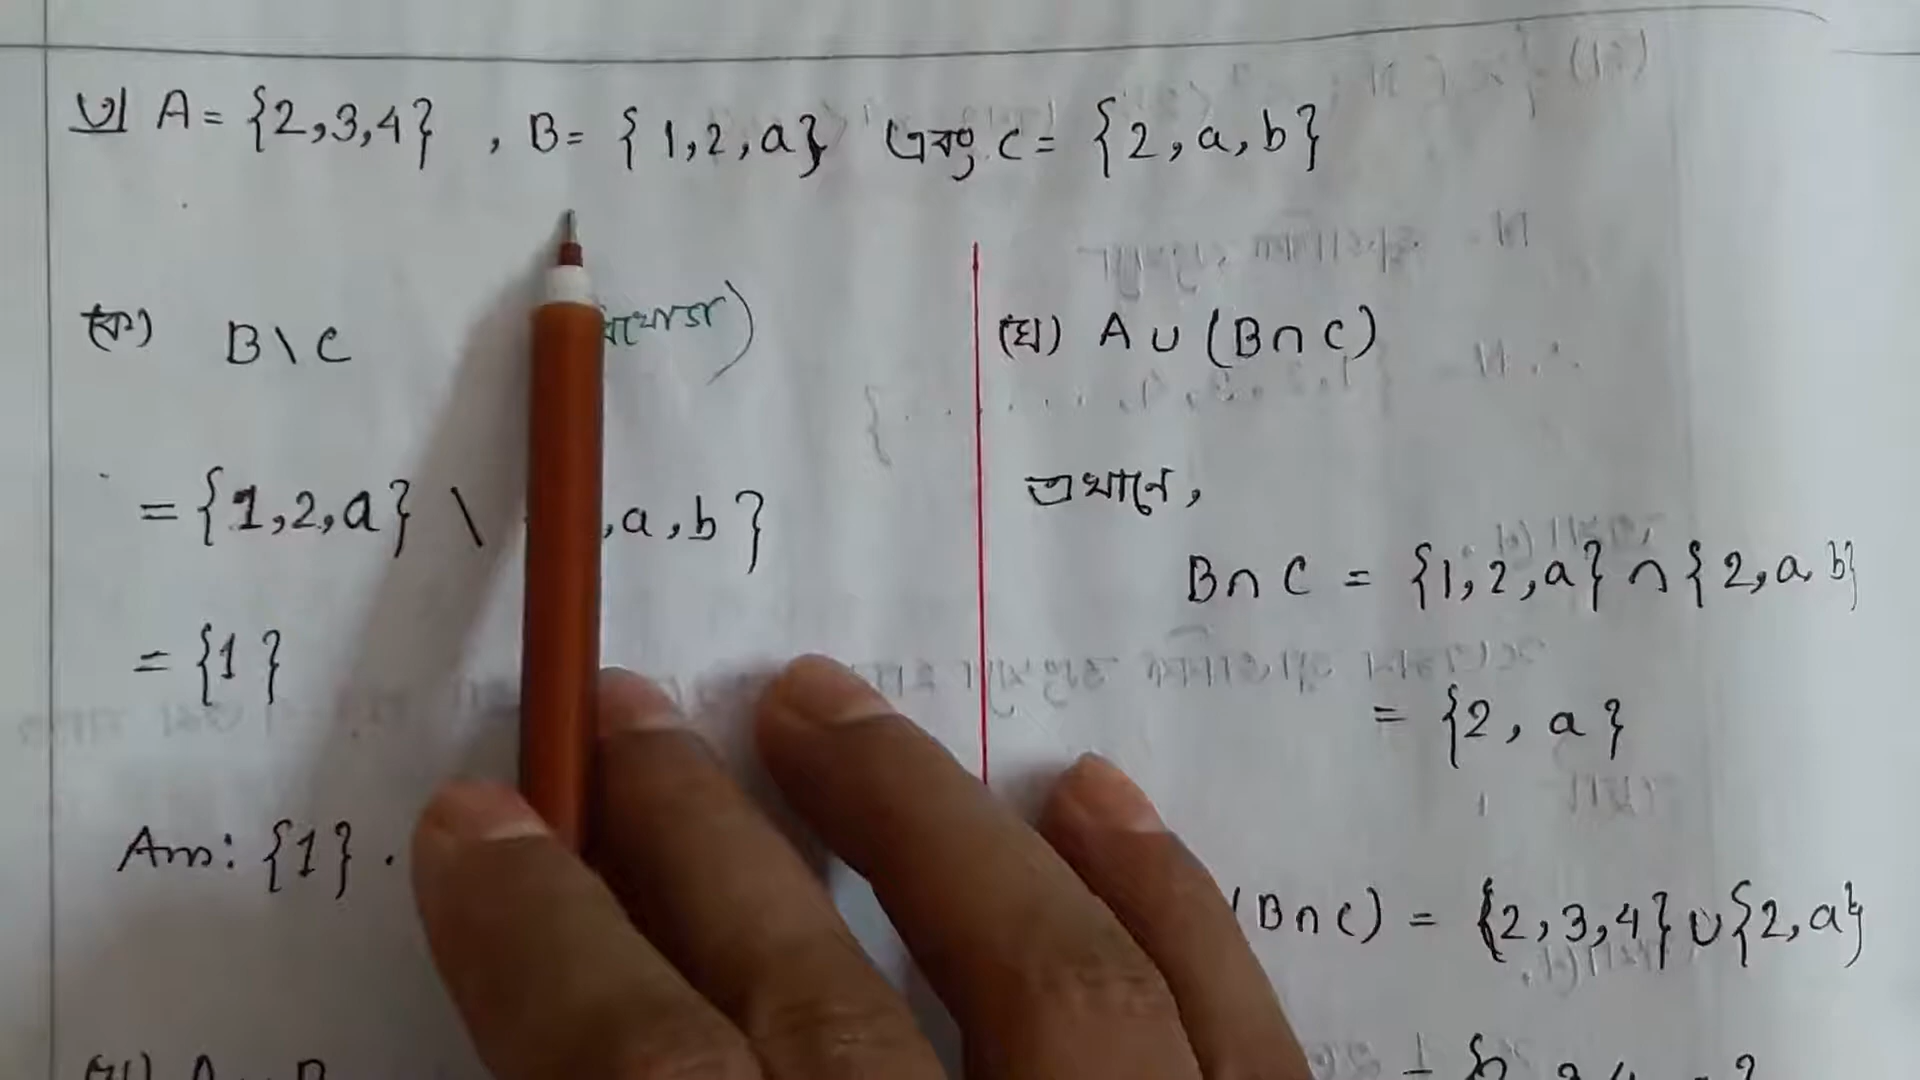 ৩। A = {2,3,4} , B = {1,2,a} এবং C = {2,a,b}
(ক) B\C
= {1,2,a} \ ,a,b}
= {1}
Ans: {1}.
(ঘ) A∪(B∩C)
এখানে,
B∩C = {1,2,a} ∩ {2,a,b}
= {2, a}
(B∩C) = {2,3,4}∪{2,a}